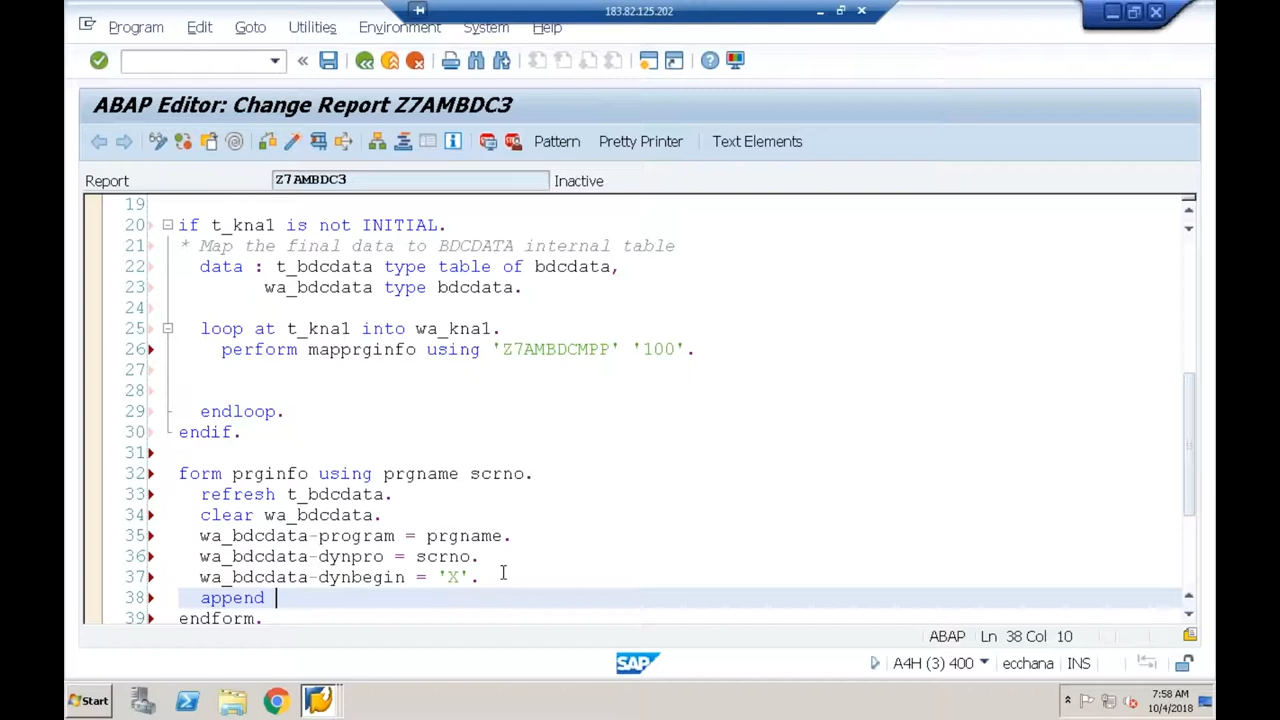 183.82.125.202
Program Edit Goto Utilities Environment System Help
ABAP Editor: Change Report Z7AMBDC3
Pattern Pretty Printer Text Elements
Report Z7AMBDC3 Inactive
19
20 if t_kna1 is not INITIAL.
21 * Map the final data to BDCDATA internal table
22 data : t_bdcdata type table of bdcdata,
23 wa_bdcdata type bdcdata.
24
25 loop at t_kna1 into wa_kna1.
26 perform mapprginfo using 'Z7AMBDCMPP' '100'.
27
28
29 endloop.
30 endif.
31
32 form prginfo using prgname scrno.
33 refresh t_bdcdata.
34 clear wa_bdcdata.
35 wa_bdcdata-program = prgname.
36 wa_bdcdata-dynpro = scrno.
37 wa_bdcdata-dynbegin = 'X'.
38 append
39 endform.
ABAP Ln 38 Col 10
SAP A4H (3) 400 ecchana INS
Start 7:58 AM
10/4/2018